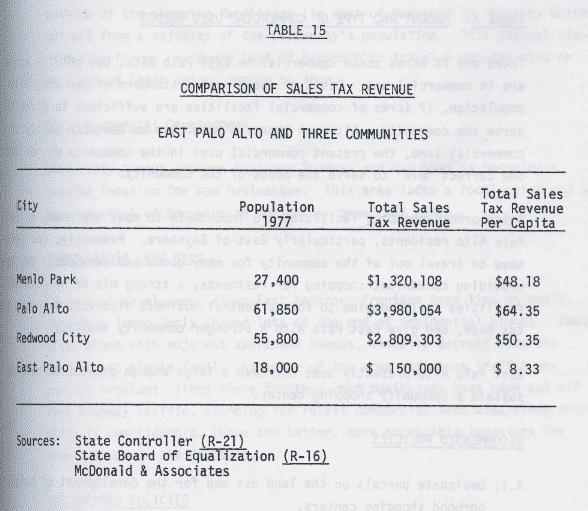 TABLE 15
COMPARISON OF SALES TAX REVENUE
EAST PALO ALTO AND THREE COMMUNITIES
City Population 1977 Total Sales Tax Revenue Total Sales Tax Revenue Per Capita
Menlo Park 27,400 $1,320,108 $48.18
Palo Alto 61,850 $3,980,054 $64.35
Redwood City 55,800 $2,809,303 $50.35
East Palo Alto 18,000 $ 150,000 $ 8.33
Sources: State Controller (R-21)
State Board of Equalization (R-16)
McDonald & Associates